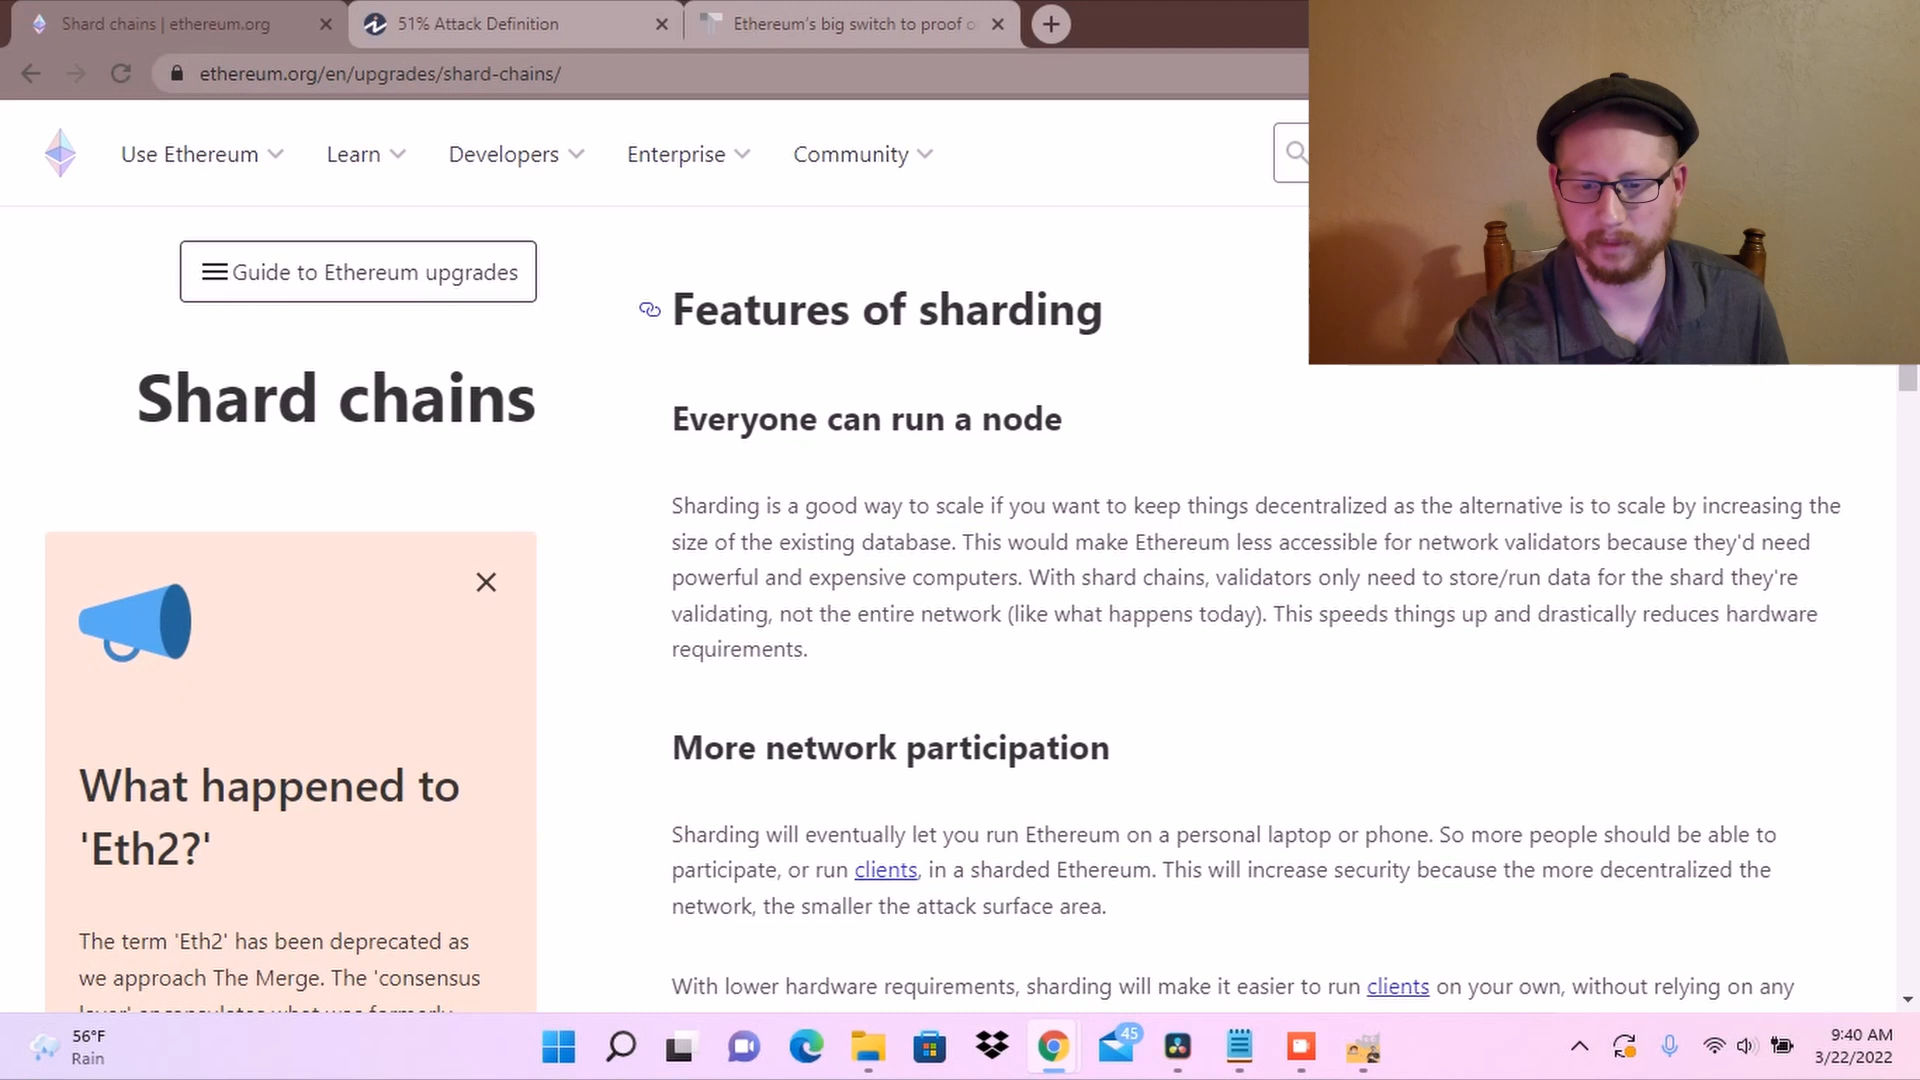 Shard chains | ethereum.org
51% Attack Definition
Ethereum's big switch to proof o
ethereum.org/en/upgrades/shard-chains/
Use Ethereum
Learn
Developers
Enterprise
Community
Guide to Ethereum upgrades
Shard chains
What happened to
'Eth2?'
The term 'Eth2' has been deprecated as
we approach The Merge. The 'consensus
Features of sharding
Everyone can run a node
Sharding is a good way to scale if you want to keep things decentralized as the alternative is to scale by increasing the
size of the existing database. This would make Ethereum less accessible for network validators because they'd need
powerful and expensive computers. With shard chains, validators only need to store/run data for the shard they're
validating, not the entire network (like what happens today). This speeds things up and drastically reduces hardware
requirements.
More network participation
Sharding will eventually let you run Ethereum on a personal laptop or phone. So more people should be able to
participate, or run clients, in a sharded Ethereum. This will increase security because the more decentralized the
network, the smaller the attack surface area.
With lower hardware requirements, sharding will make it easier to run clients on your own, without relying on any
56°F
Rain
45
9:40 AM
3/22/2022